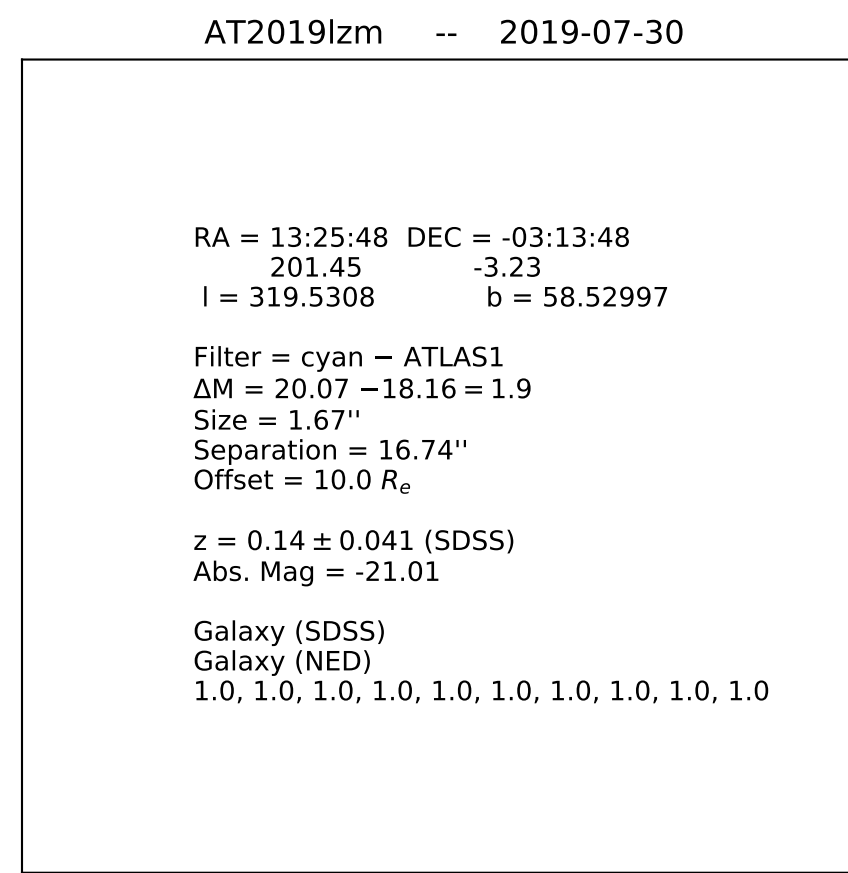 AT2019lzm -- 2019-07-30
RA = 13:25:48 DEC = -03:13:48
201.45 -3.23
l = 319.5308 b = 58.52997
Filter = cyan − ATLAS1
ΔM = 20.07 −18.16 = 1.9
Size = 1.67''
Separation = 16.74''
Offset = 10.0 Re
z = 0.14 ± 0.041 (SDSS)
Abs. Mag = -21.01
Galaxy (SDSS)
Galaxy (NED)
1.0, 1.0, 1.0, 1.0, 1.0, 1.0, 1.0, 1.0, 1.0, 1.0